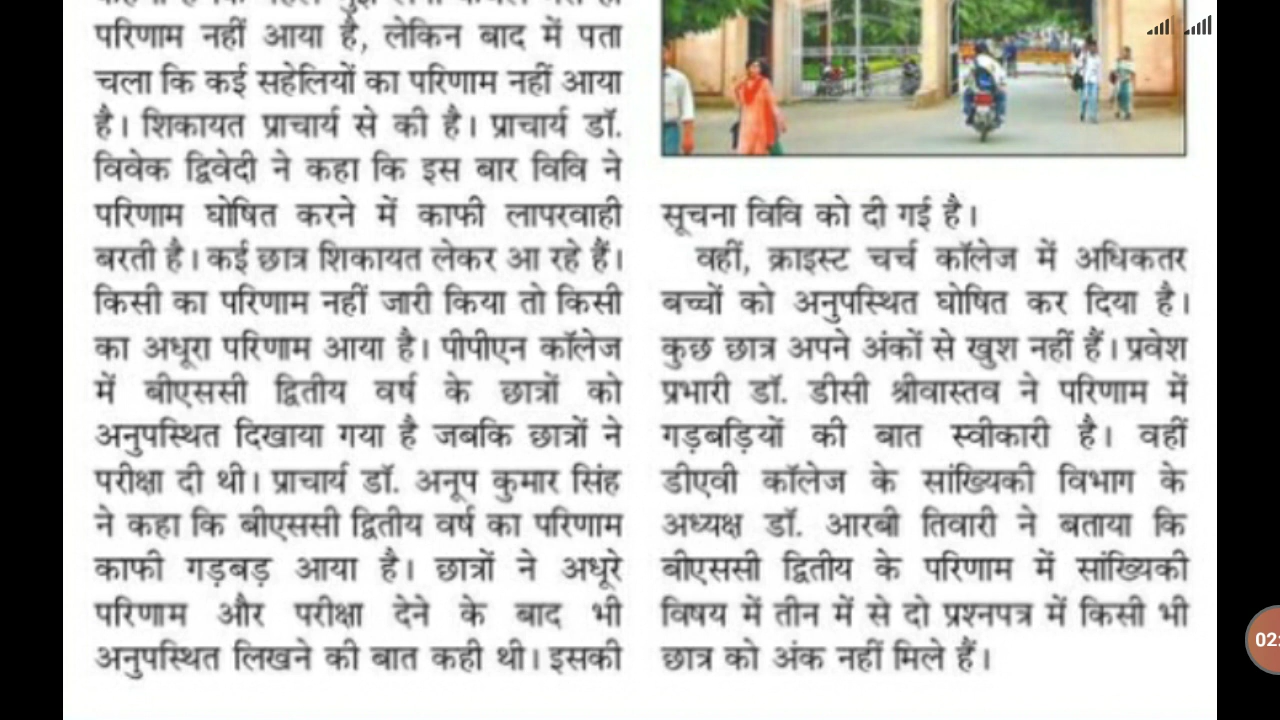 परिणाम नहीं आया है, लेकिन बाद में पता
चला कि कई सहेलियों का परिणाम नहीं आया
है। शिकायत प्राचार्य से की है। प्राचार्य डॉ.
विवेक द्विवेदी ने कहा कि इस बार विवि ने
परिणाम घोषित करने में काफी लापरवाही
बरती है। कई छात्र शिकायत लेकर आ रहे हैं।
किसी का परिणाम नहीं जारी किया तो किसी
का अधूरा परिणाम आया है। पीपीएन कॉलेज
में बीएससी द्वितीय वर्ष के छात्रों को
अनुपस्थित दिखाया गया है जबकि छात्रों ने
परीक्षा दी थी। प्राचार्य डॉ. अनूप कुमार सिंह
ने कहा कि बीएससी द्वितीय वर्ष का परिणाम
काफी गड़बड़ आया है। छात्रों ने अधूरे
परिणाम और परीक्षा देने के बाद भी
अनुपस्थित लिखने की बात कही थी। इसकी
सूचना विवि को दी गई है।
वहीं, क्राइस्ट चर्च कॉलेज में अधिकतर
बच्चों को अनुपस्थित घोषित कर दिया है।
कुछ छात्र अपने अंकों से खुश नहीं हैं। प्रवेश
प्रभारी डॉ. डीसी श्रीवास्तव ने परिणाम में
गड़बड़ियों की बात स्वीकारी है। वहीं
डीएवी कॉलेज के सांख्यिकी विभाग के
अध्यक्ष डॉ. आरबी तिवारी ने बताया कि
बीएससी द्वितीय के परिणाम में सांख्यिकी
विषय में तीन में से दो प्रश्नपत्र में किसी भी
छात्र को अंक नहीं मिले हैं।
02: